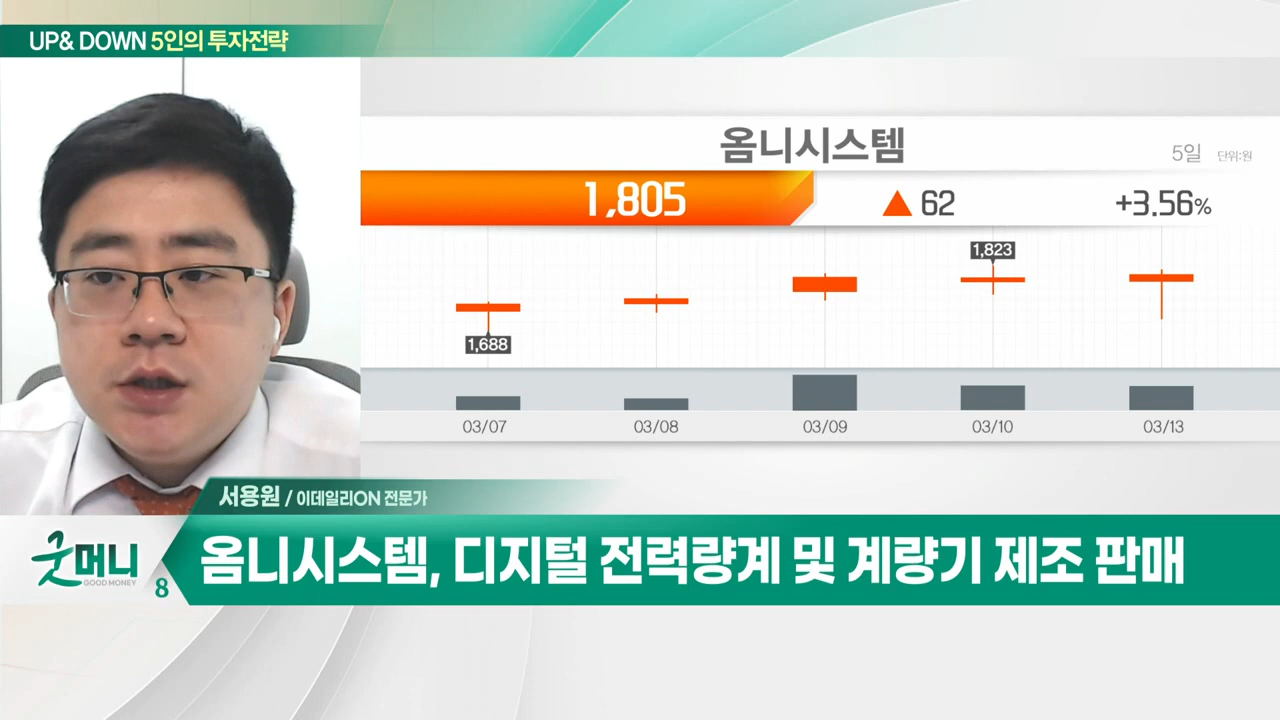 UP& DOWN 5인의 투자전략
옴니시스템
5일 단위:원
1,805 ▲ 62 +3.56%
1,823
1,688
03/07 03/08 03/09 03/10 03/13
서용원 / 이데일리ON 전문가
굿머니
GOOD MONEY
8
옴니시스템, 디지털 전력량계 및 계량기 제조 판매